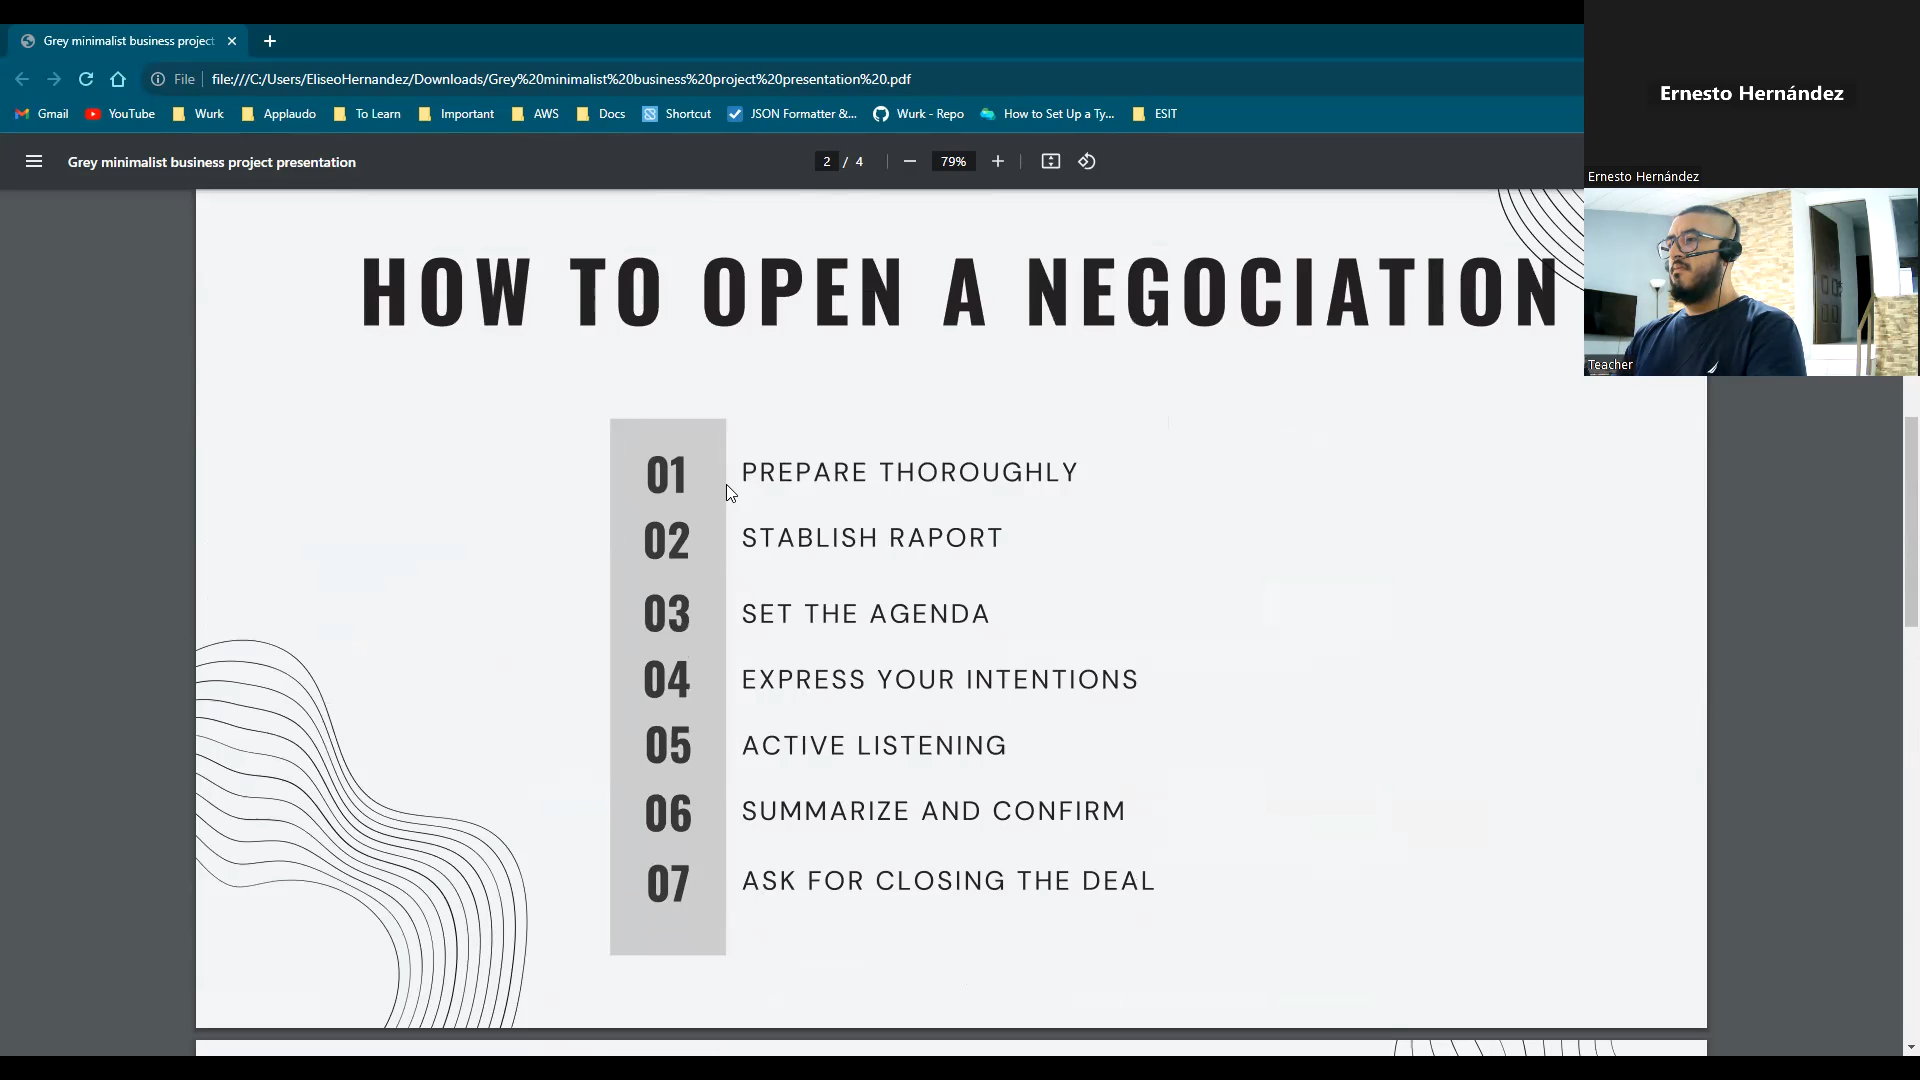 Grey minimalist business project
File file:///C:/Users/EliseoHernandez/Downloads/Grey%20minimalist%20business%20project%20presentation%20.pdf
Gmail YouTube Wurk Applaudo To Learn Important AWS Docs Shortcut JSON Formatter &... Wurk - Repo How to Set Up a Ty... ESIT
Grey minimalist business project presentation 2 / 4 79%
Ernesto Hernández
Ernesto Hernández
Teacher
HOW TO OPEN A NEGOCIATION
01 PREPARE THOROUGHLY
02 STABLISH RAPORT
03 SET THE AGENDA
04 EXPRESS YOUR INTENTIONS
05 ACTIVE LISTENING
06 SUMMARIZE AND CONFIRM
07 ASK FOR CLOSING THE DEAL